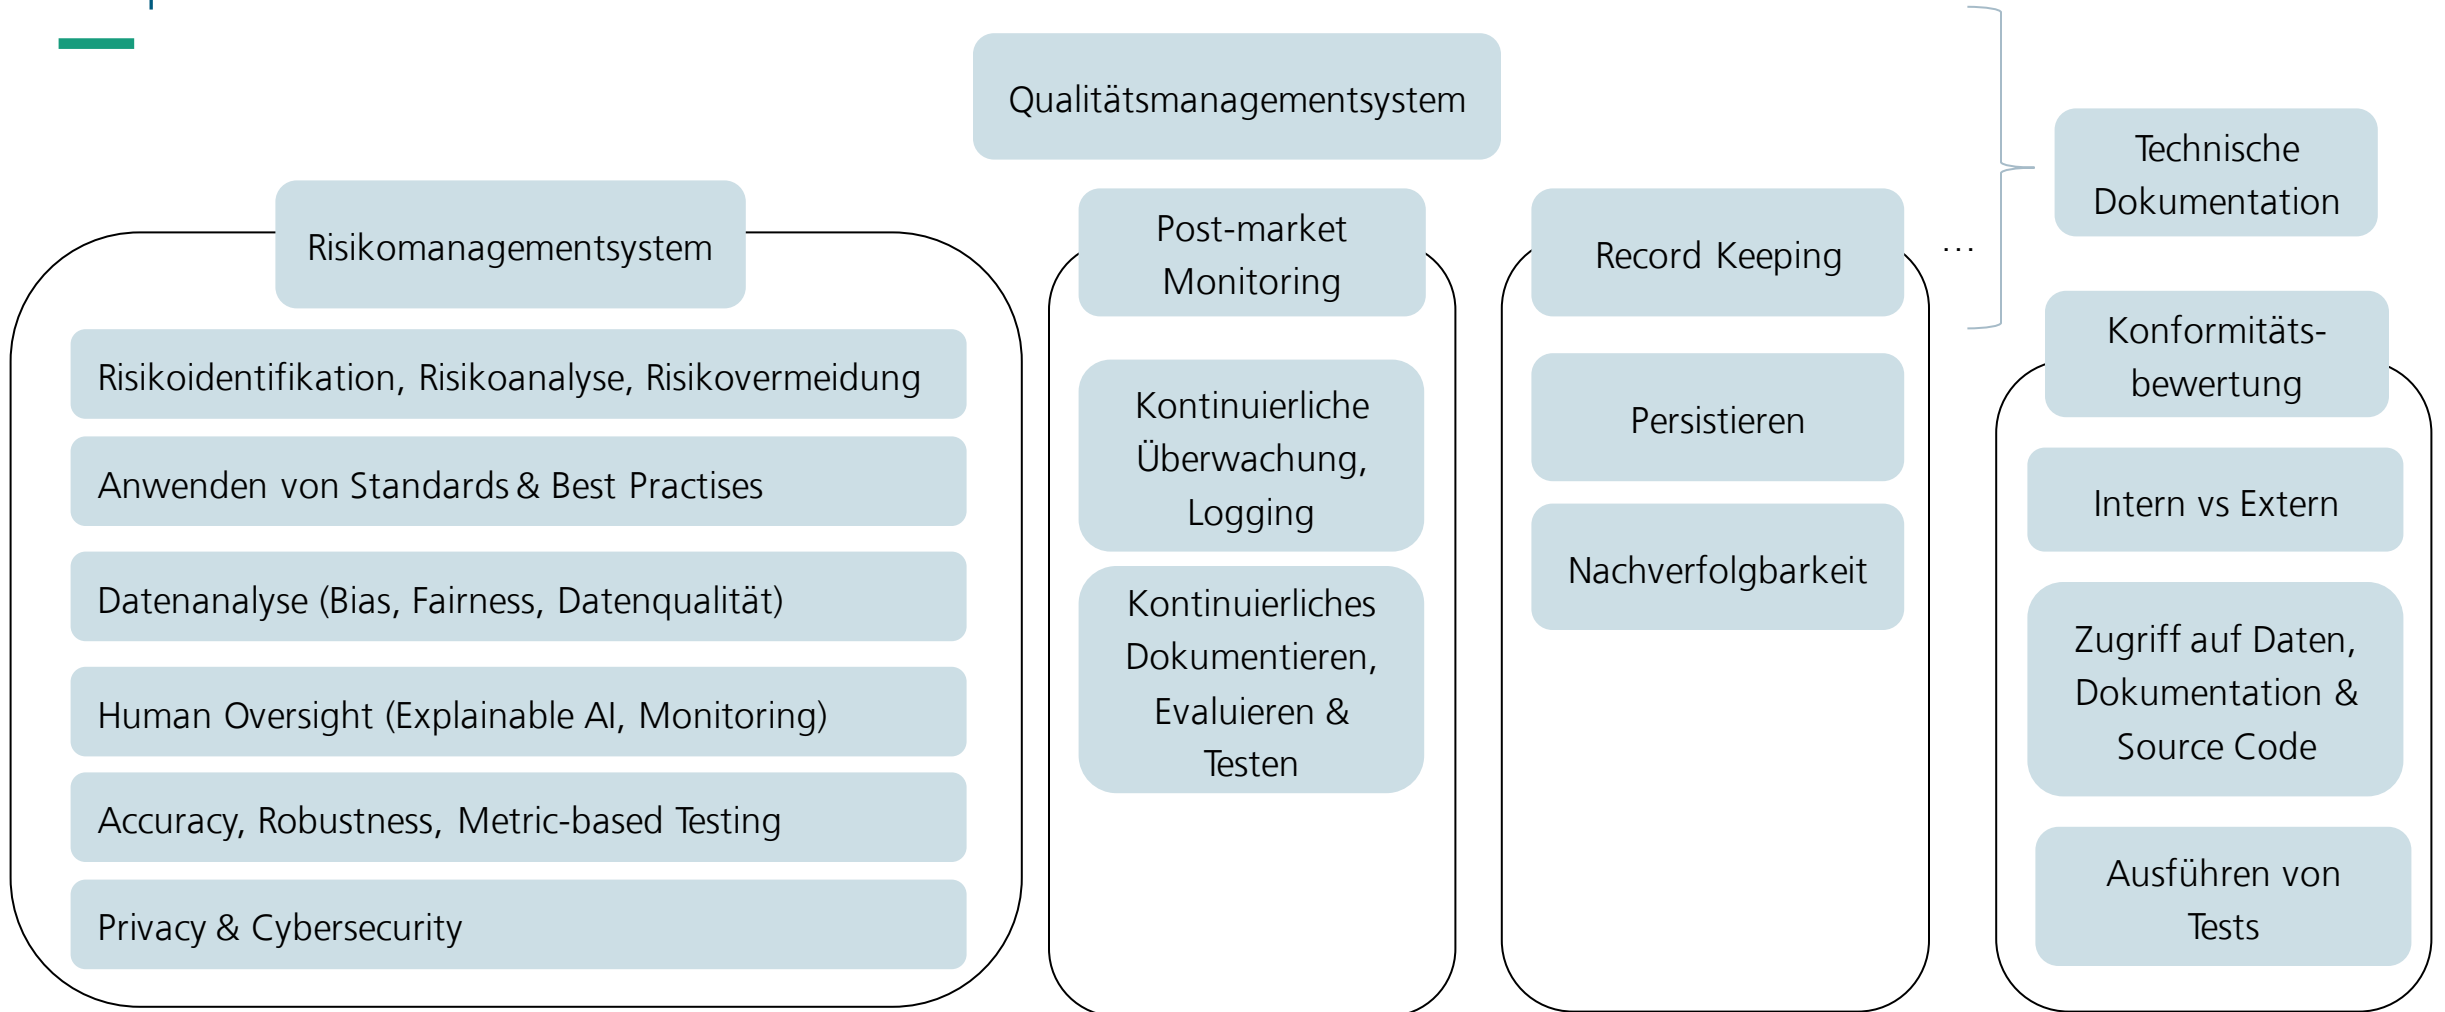 Qualitätsmanagementsystem
Risikomanagementsystem
Risikoidentifikation, Risikoanalyse, Risikovermeidung
Anwenden von Standards & Best Practises
Datenanalyse (Bias, Fairness, Datenqualität)
Human Oversight (Explainable AI, Monitoring)
Accuracy, Robustness, Metric-based Testing
Privacy & Cybersecurity
Post-market
Monitoring
Kontinuierliche
Überwachung,
Logging
Kontinuierliches
Dokumentieren,
Evaluieren &
Testen
Record Keeping
Persistieren
Nachverfolgbarkeit
...
Technische
Dokumentation
Konformitäts-
bewertung
Intern vs Extern
Zugriff auf Daten,
Dokumentation &
Source Code
Ausführen von
Tests